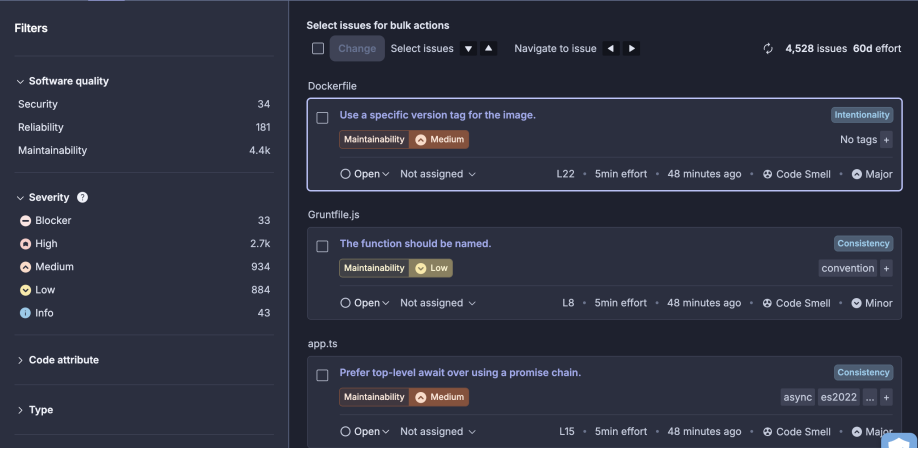 Filters
Software quality
Security 34
Reliability 181
Maintainability 4.4k
Severity ?
Blocker 33
High 2.7k
Medium 934
Low 884
Info 43
Code attribute
Type
Select issues for bulk actions
Change Select issues Navigate to issue 4,528 issues 60d effort
Dockerfile
Use a specific version tag for the image. Intentionality
Maintainability Medium No tags +
Open Not assigned L22 • 5min effort • 48 minutes ago • Code Smell • Major
Gruntfile.js
The function should be named. Consistency
Maintainability Low convention +
Open Not assigned L8 • 5min effort • 48 minutes ago • Code Smell • Minor
app.ts
Prefer top-level await over using a promise chain. Consistency
Maintainability Medium async es2022 ... +
Open Not assigned L15 • 5min effort • 48 minutes ago • Code Smell • Major